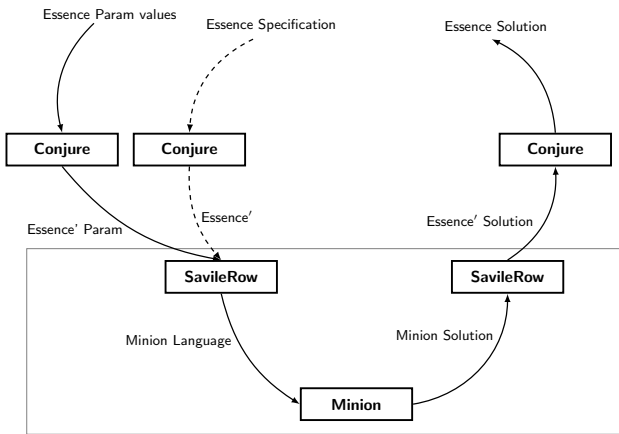 Essence Param values
Essence Specification
Essence Solution
Conjure
Conjure
Conjure
Essence' Param
Essence′
Essence′ Solution
SavileRow
SavileRow
Minion Language
Minion Solution
Minion